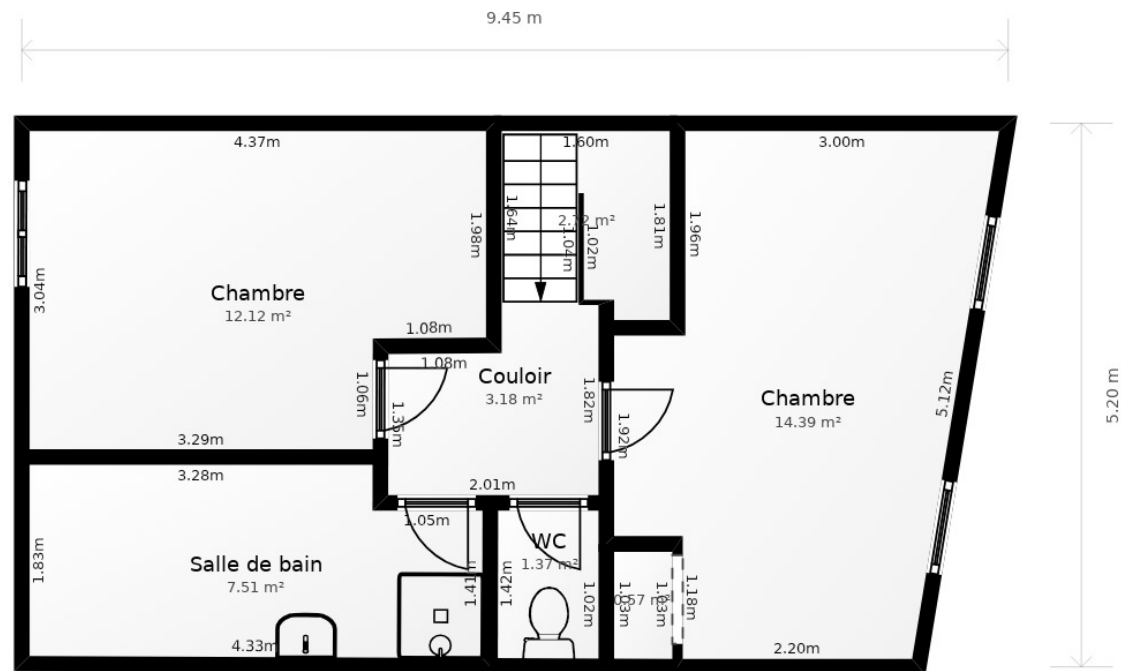 9.45 m
4.37m
1.60m
3.00m
1.64m
2.72 m²
1.98m
1.04m
1.02m
1.81m
1.96m
3.04m
Chambre
12.12 m²
1.08m
1.08m
Couloir
3.18 m²
1.06m
1.35m
1.82m
1.92m
Chambre
14.39 m²
5.12m
5.20 m
3.29m
3.28m
2.01m
1.05m
WC
1.37 m²
Salle de bain
7.51 m²
1.83m
1.41m
1.42m
1.02m
1.03m
0.57 m²
1.03m
1.18m
4.33m
2.20m